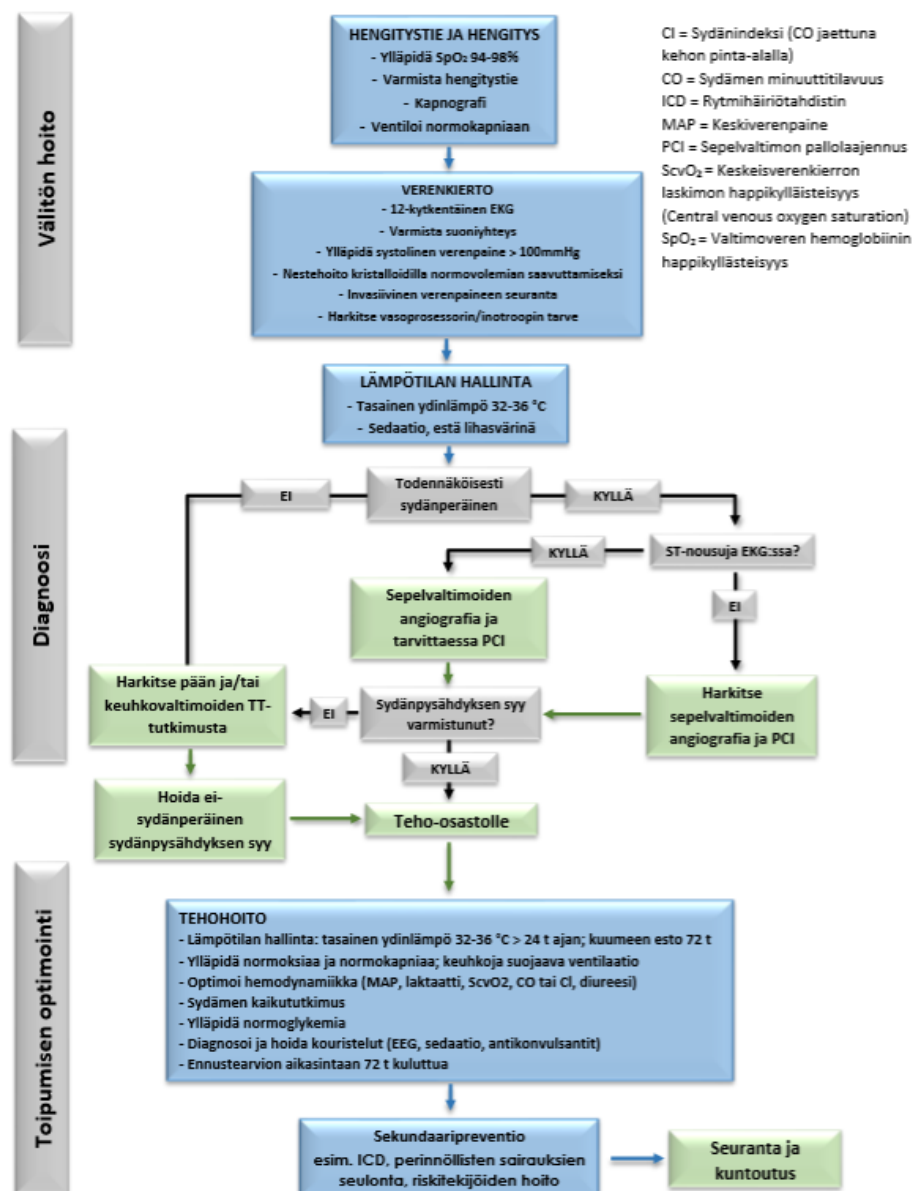 Välitön hoito
HENGITYSTIE JA HENGITYS
- Ylläpidä SpO₂ 94-98%
- Varmista hengitystie
- Kapnografi
- Ventiloi normokapniaan
CI = Sydänindeksi (CO jaettuna
kehon pinta-alalla)
CO = Sydämen minuuttitilavuus
ICD = Rytmihäiriötahdistin
MAP = Keskiverenpaine
PCI = Sepelvaltimon pallolaajennus
ScvO₂ = Keskeisverenkierron
laskimon happikylläisteisyys
(Central venous oxygen saturation)
SpO₂ = Valtimoveren hemoglobiinin
happikyllästeisyys
VERENKIERTO
- 12-kytkentäinen EKG
- Varmista suoniyhteys
- Ylläpidä systolinen verenpaine > 100mmHg
- Nestehoito kristalloidilla normovolemian saavuttamiseksi
- Invasiivinen verenpaineen seuranta
- Harkitse vasoprosessorin/inotroopin tarve
LÄMPÖTILAN HALLINTA
- Tasainen ydinlämpö 32-36 °C
- Sedaatio, estä lihasvärinä
Diagnoosi
EI
Todennäköisesti
sydänperäinen
KYLLÄ
KYLLÄ
ST-nousuja EKG:ssa?
EI
Sepelvaltimoiden
angiografia ja
tarvittaessa PCI
Harkitse pään ja/tai
keuhkovaltimoiden TT-
tutkimusta
EI
Sydänpysähdyksen syy
varmistunut?
Harkitse
sepelvaltimoiden
angiografia ja PCI
KYLLÄ
Hoida ei-
sydänperäinen
sydänpysähdyksen syy
Teho-osastolle
Toipumisen optimointi
TEHOHOITO
- Lämpötilan hallinta: tasainen ydinlämpö 32-36 °C > 24 t ajan; kuumeen esto 72 t
- Ylläpidä normoksiaa ja normokapniaa; keuhkoja suojaava ventilaatio
- Optimoi hemodynamiikka (MAP, laktaatti, ScvO2, CO tai CI, diureesi)
- Sydämen kaikututkimus
- Ylläpidä normoglykemia
- Diagnosoi ja hoida kouristelut (EEG, sedaatio, antikonvulsantit)
- Ennustearvion aikasintaan 72 t kuluttua
Sekundaaripreventio
esim. ICD, perinnöllisten sairauksien
seulonta, riskitekijöiden hoito
Seuranta ja
kuntoutus